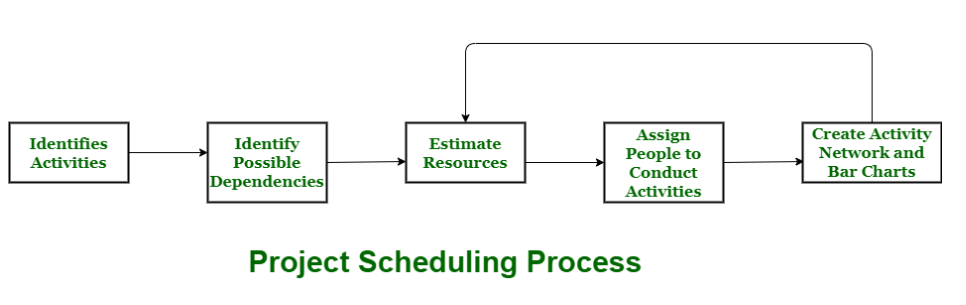 Identifies
Activities
Identify
Possible
Dependencies
Estimate
Resources
Assign
People to
Conduct
Activities
Create Activity
Network and
Bar Charts
Project Scheduling Process